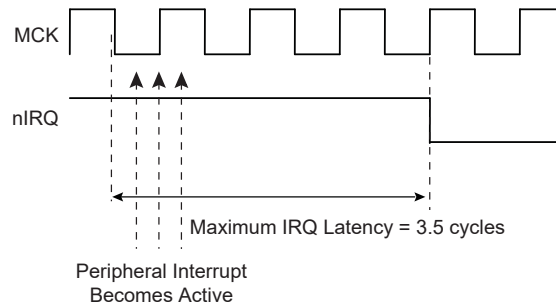 MCK
nIRQ
Maximum IRQ Latency = 3.5 cycles
Peripheral Interrupt
Becomes Active